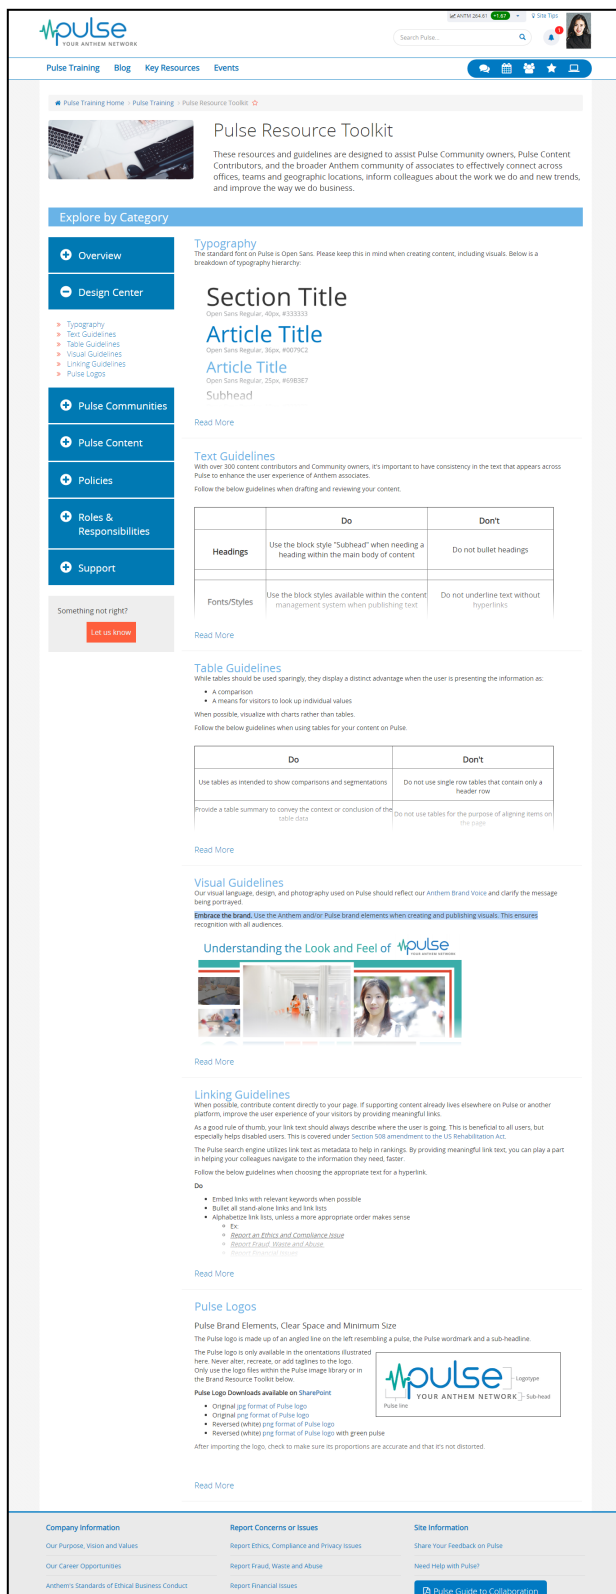 ANTM 264.61 +1.67
Site Tips
pulse
YOUR ANTHEM NETWORK
Search Pulse...
Pulse Training Blog Key Resources Events
Pulse Training Home > Pulse Training > Pulse Resource Toolkit
Pulse Resource Toolkit
These resources and guidelines are designed to assist Pulse Community owners, Pulse Content
Contributors, and the broader Anthem community of associates to effectively connect across
offices, teams and geographic locations, inform colleagues about the work we do and new trends,
and improve the way we do business.
Explore by Category
Overview
Design Center
» Typography
» Text Guidelines
» Table Guidelines
» Visual Guidelines
» Linking Guidelines
» Pulse Logos
Pulse Communities
Pulse Content
Policies
Roles &
Responsibilities
Support
Something not right?
Let us know
Typography
The standard font on Pulse is Open Sans. Please keep this in mind when creating content, including visuals. Below is a
breakdown of typography hierarchy:
Section Title
Open Sans Regular, 40px, #333333
Article Title
Open Sans Regular, 36px, #0079C2
Article Title
Open Sans Regular, 25px, #69B3E7
Subhead
Read More
Text Guidelines
With over 300 content contributors and Community owners, it's important to have consistency in the text that appears across
Pulse to enhance the user experience of Anthem associates.
Follow the below guidelines when drafting and reviewing your content.
Do Don't
Headings
Use the block style "Subhead" when needing a
heading within the main body of content
Do not bullet headings
Fonts/Styles
Use the block styles available within the content
management system when publishing text
Do not underline text without
hyperlinks
Read More
Table Guidelines
While tables should be used sparingly, they display a distinct advantage when the user is presenting the information as:
• A comparison
• A means for visitors to look up individual values
When possible, visualize with charts rather than tables.
Follow the below guidelines when using tables for your content on Pulse.
Do Don't
Use tables as intended to show comparisons and segmentations
Do not use single row tables that contain only a
header row
Provide a table summary to convey the context or conclusion of the
table data
Do not use tables for the purpose of aligning items on
the page
Read More
Visual Guidelines
Our visual language, design, and photography used on Pulse should reflect our Anthem Brand Voice and clarify the message
being portrayed.
Embrace the brand. Use the Anthem and/or Pulse brand elements when creating and publishing visuals. This ensures
recognition with all audiences.
Understanding the Look and Feel of pulse
YOUR ANTHEM NETWORK
Read More
Linking Guidelines
When possible, contribute content directly to your page. If supporting content already lives elsewhere on Pulse or another
platform, improve the user experience of your visitors by providing meaningful links.
As a good rule of thumb, your link text should always describe where the user is going. This is beneficial to all users, but
especially helps disabled users. This is covered under Section 508 amendment to the US Rehabilitation Act.
The Pulse search engine utilizes link text as metadata to help in rankings. By providing meaningful link text, you can play a part
in helping your colleagues navigate to the information they need, faster.
Follow the below guidelines when choosing the appropriate text for a hyperlink.
Do
• Embed links with relevant keywords when possible
• Bullet all stand-alone links and link lists
• Alphabetize link lists, unless a more appropriate order makes sense
Ex:
Report an Ethics and Compliance Issue
Report Fraud, Waste and Abuse
Report Financial Issues
Read More
Pulse Logos
Pulse Brand Elements, Clear Space and Minimum Size
The Pulse logo is made up of an angled line on the left resembling a pulse, the Pulse wordmark and a sub-headline.
The Pulse logo is only available in the orientations illustrated
here. Never alter, recreate, or add taglines to the logo.
Only use the logo files within the Pulse image library or in
the Brand Resource Toolkit below.
Pulse Logo Downloads available on SharePoint
• Original jpg format of Pulse logo
• Original png format of Pulse logo
• Reversed (white) png format of Pulse logo
• Reversed (white) png format of Pulse logo with green pulse
pulse
YOUR ANTHEM NETWORK
Logotype
Sub-head
Pulse line
After importing the logo, check to make sure its proportions are accurate and that it's not distorted.
Read More
Company Information
Our Purpose, Vision and Values
Our Career Opportunities
Anthem's Standards of Ethical Business Conduct
Report Concerns or Issues
Report Ethics, Compliance and Privacy Issues
Report Fraud, Waste and Abuse
Report Financial Issues
Site Information
Share Your Feedback on Pulse
Need Help with Pulse?
Pulse Guide to Collaboration